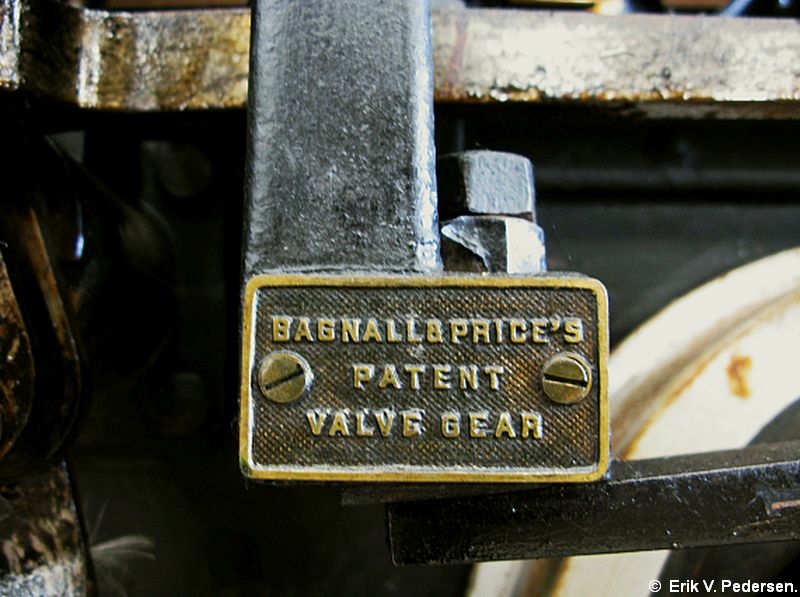 BAGNALL&PRICE'S
PATENT
VALVE GEAR
© Erik V. Pedersen.